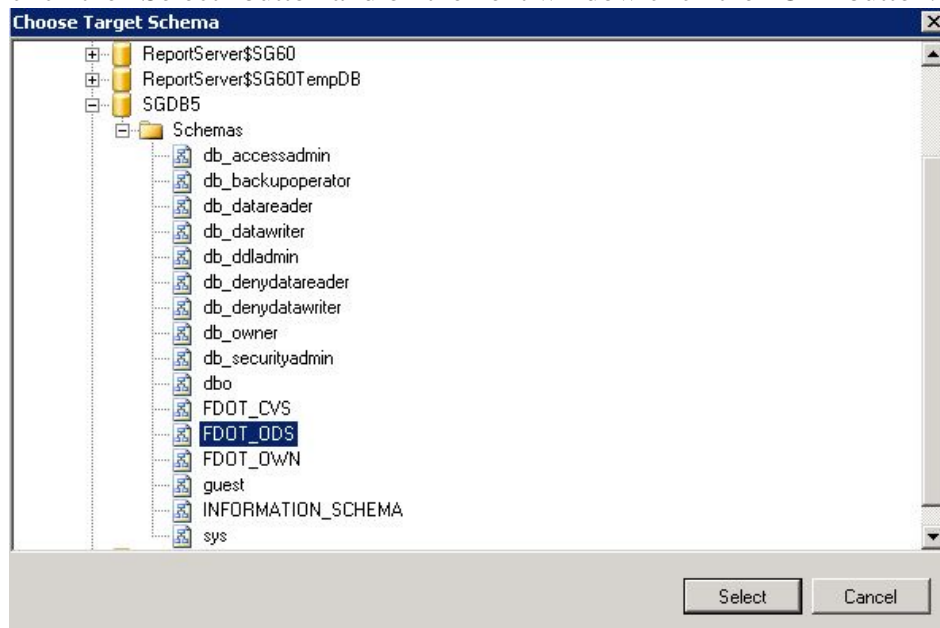 Choose Target Schema
ReportServer$SG60
ReportServer$SG60TempDB
SGDB5
Schemas
db_accessadmin
db_backupoperator
db_datareader
db_datawriter
db_ddladmin
db_denydatareader
db_denydatawriter
db_owner
db_securityadmin
dbo
FDOT_CVS
FDOT_ODS
FDOT_OWN
guest
INFORMATION_SCHEMA
sys
Select Cancel